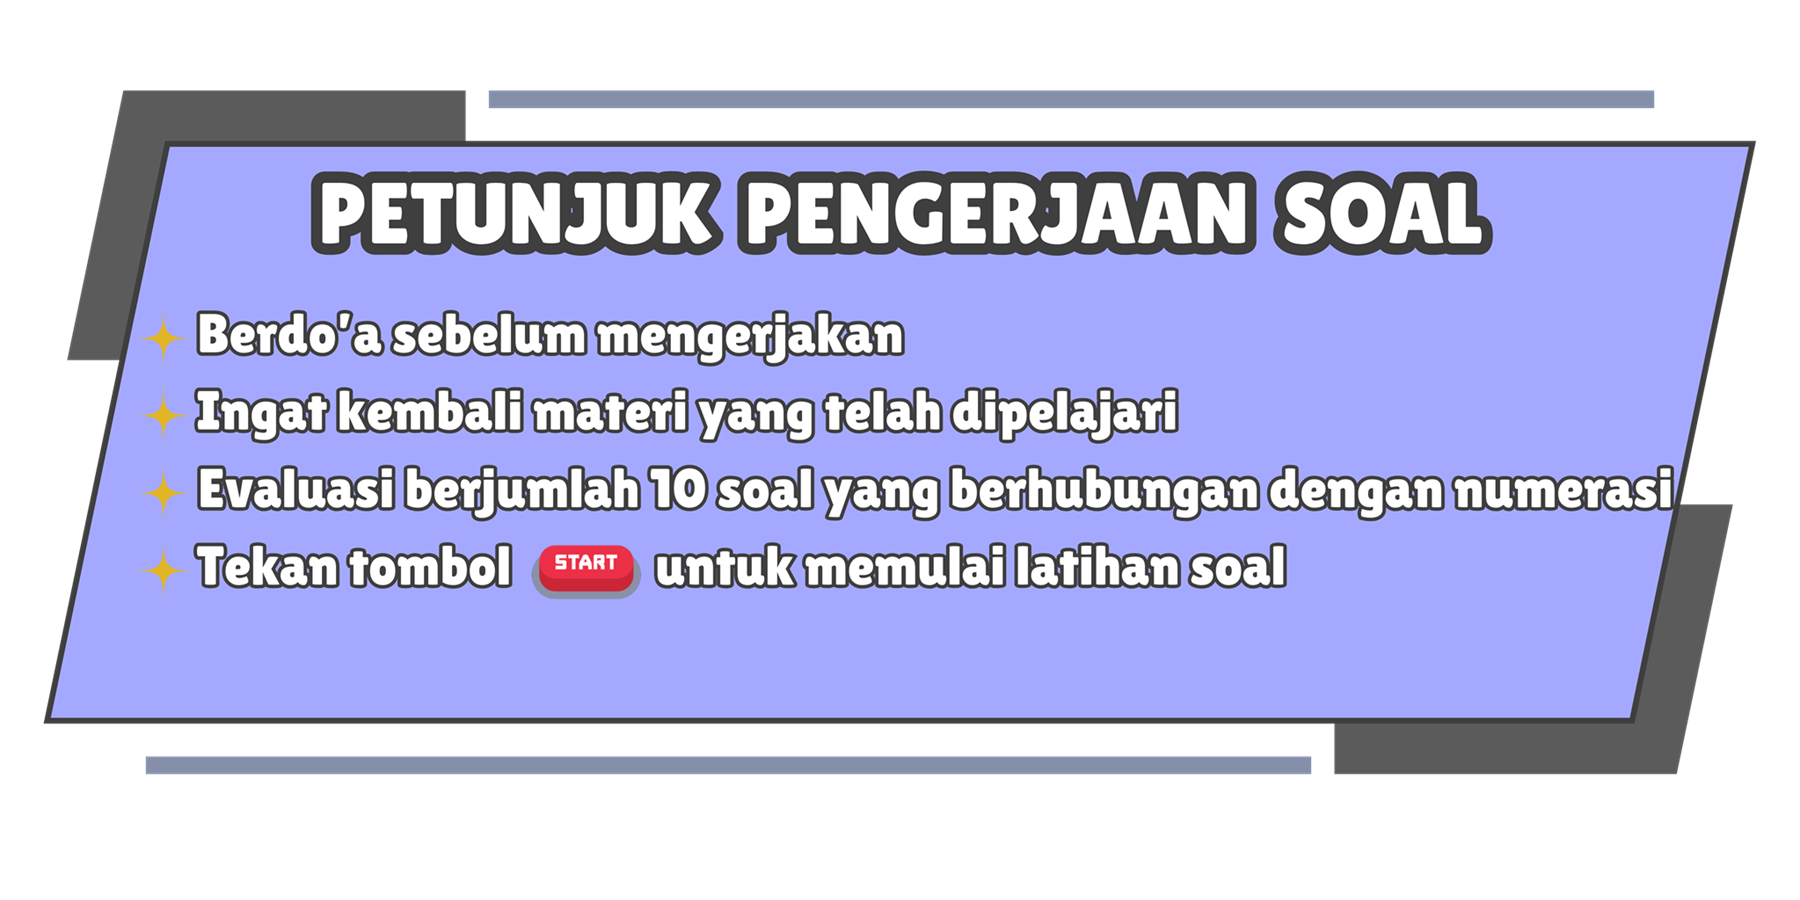 PETUNJUK PENGERJAAN SOAL
Berdo'a sebelum mengerjakan
Ingat kembali materi yang telah dipelajari
Evaluasi berjumlah 10 soal yang berhubungan dengan numerasi
Tekan tombol START untuk memulai latihan soal